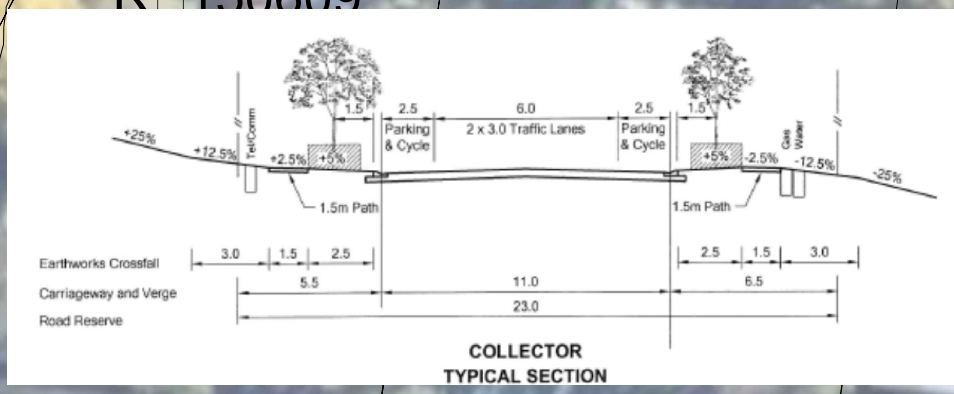 130809
1.5
2.5
6.0
2.5
1.5
Parking & Cycle
2 x 3.0 Traffic Lanes
Parking & Cycle
Tel/Comm
Gas
Water
+25%
+12.5%
+2.5%
+5%
+5%
-2.5%
-12.5%
-25%
1.5m Path
1.5m Path
Earthworks Crossfall
3.0
1.5
2.5
2.5
1.5
3.0
Carriageway and Verge
5.5
11.0
6.5
Road Reserve
23.0
COLLECTOR
TYPICAL SECTION